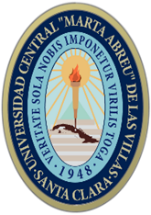 UNIVERSIDAD CENTRAL "MARTA ABREU" DE LAS VILLAS
·SANTA CLARA·
VERITATE SOLA NOBIS IMPONETUR VIRILIS TOGA
·1948·